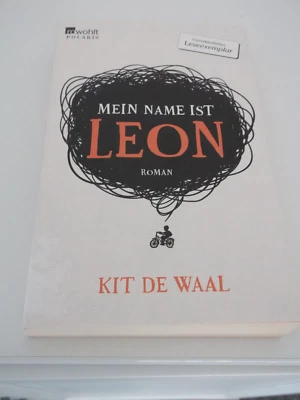 rowohlt
POLARIS
Leseexemplar
MEIN NAME IST
LEON
ROMAN
KIT DE WAAL